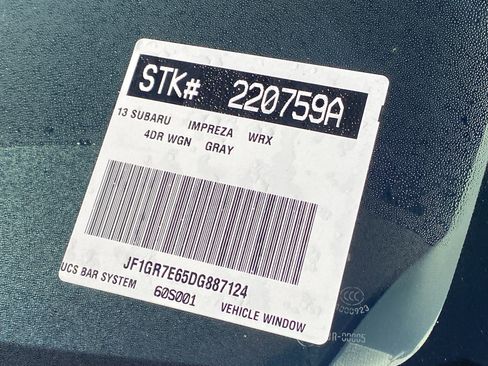 STK# 220759A
13 SUBARU IMPREZA WRX
4DR WGN GRAY
JF1GR7E65DG887124
UCS BAR SYSTEM 60S001 VEHICLE WINDOW